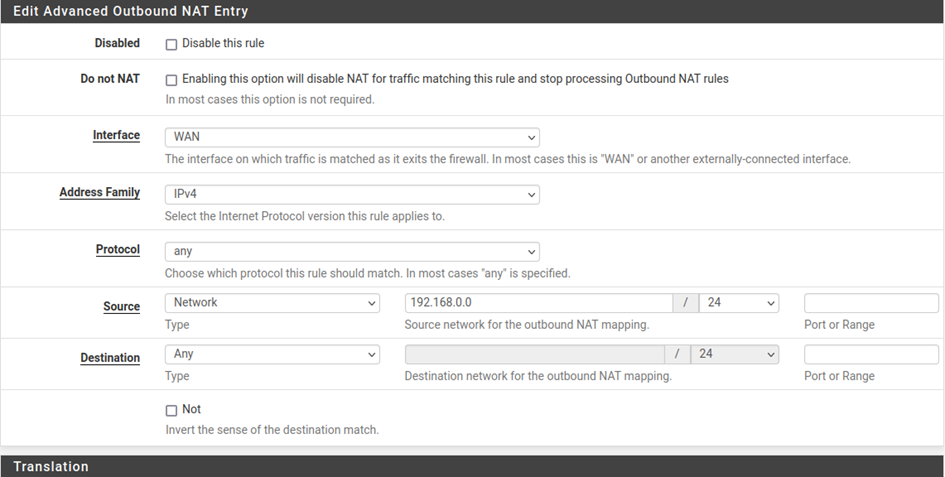 Edit Advanced Outbound NAT Entry
Disabled Disable this rule
Do not NAT Enabling this option will disable NAT for traffic matching this rule and stop processing Outbound NAT rules
In most cases this option is not required.
Interface WAN
The interface on which traffic is matched as it exits the firewall. In most cases this is "WAN" or another externally-connected interface.
Address Family IPv4
Select the Internet Protocol version this rule applies to.
Protocol any
Choose which protocol this rule should match. In most cases "any" is specified.
Source Network 192.168.0.0 / 24
Type Source network for the outbound NAT mapping. Port or Range
Destination Any / 24
Type Destination network for the outbound NAT mapping. Port or Range
Not
Invert the sense of the destination match.
Translation